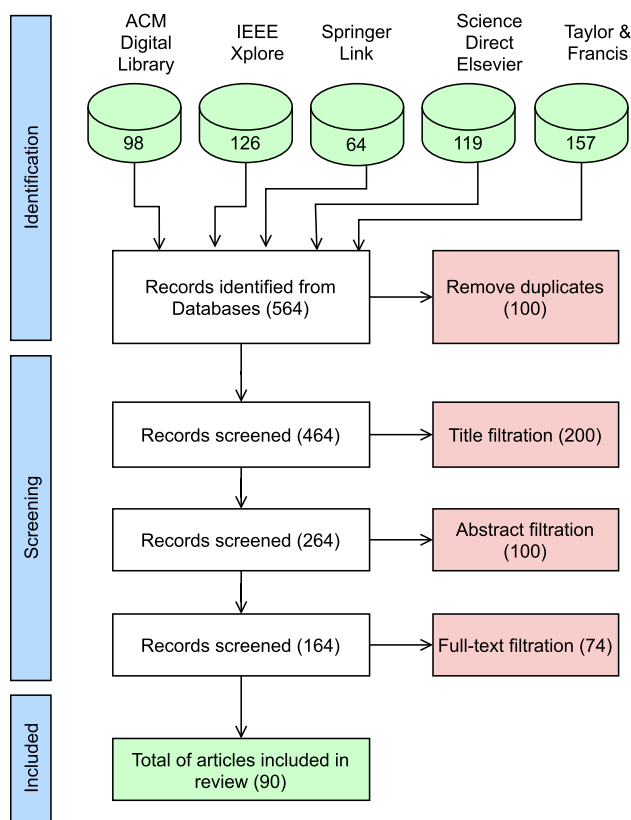 ACM
Digital
Library
IEEE
Xplore
Springer
Link
Science
Direct
Elsevier
Taylor &
Francis
98
126
64
119
157
Identification
Records identified from
Databases (564)
Remove duplicates
(100)
Screening
Records screened (464)
Title filtration (200)
Records screened (264)
Abstract filtration
(100)
Records screened (164)
Full-text filtration (74)
Included
Total of articles included in
review (90)